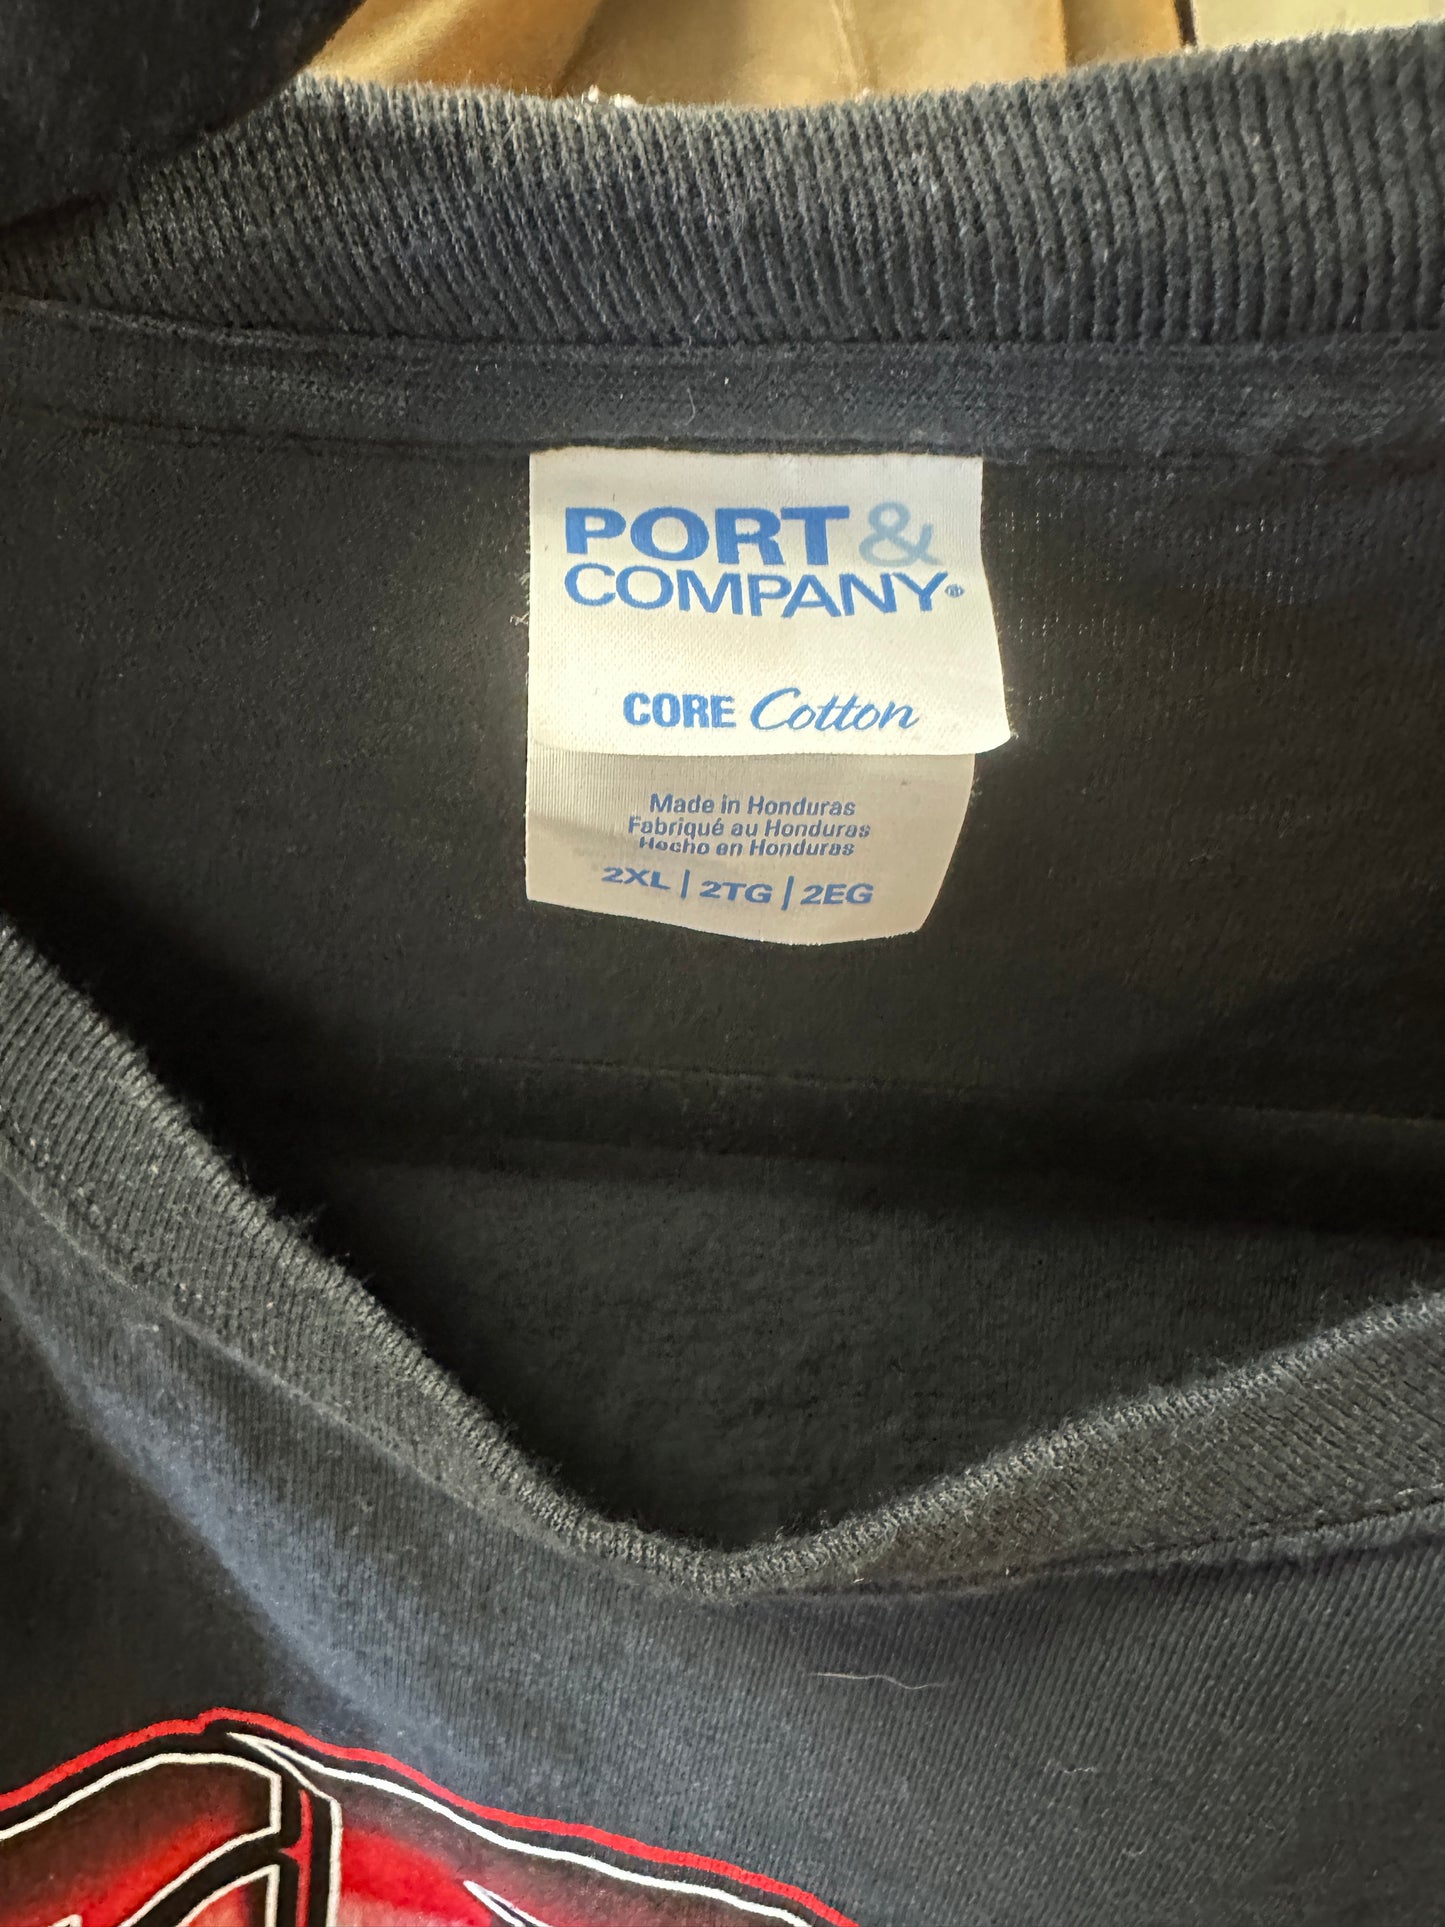 PORT &
COMPANY®
CORE Cotton
Made in Honduras
Fabriqué au Honduras
Hecho en Honduras
2XL | 2TG | 2EG